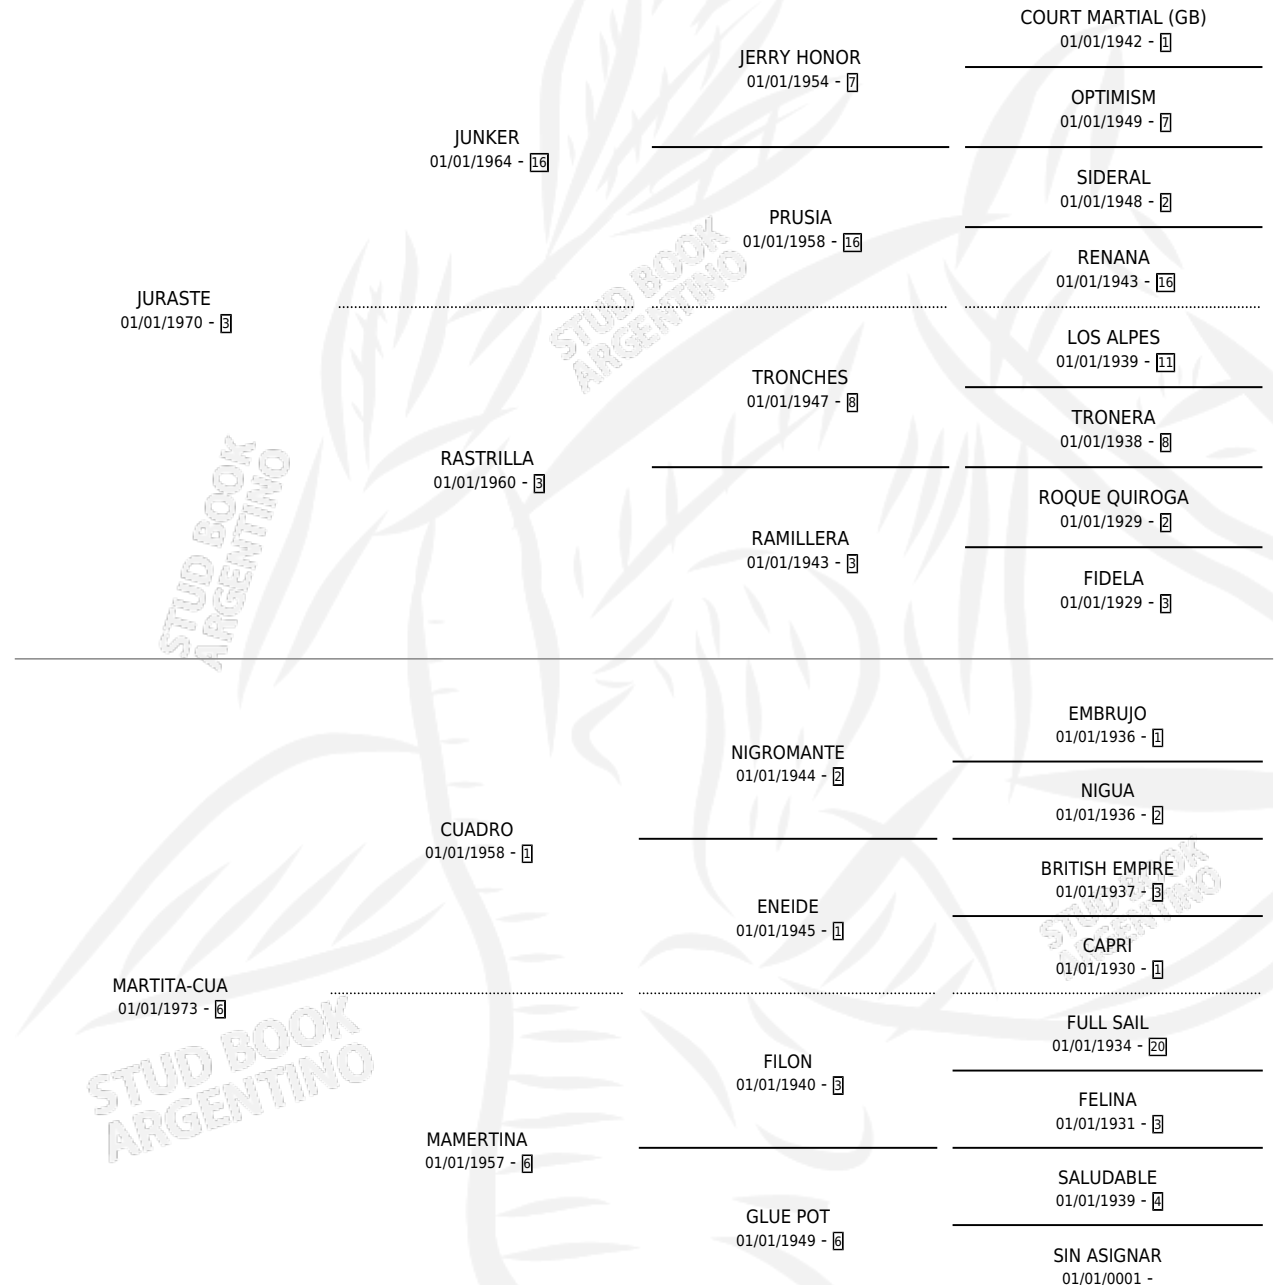 COURT MARTIAL (GB)
01/01/1942 - 1
JERRY HONOR
01/01/1954 - 7
OPTIMISM
01/01/1949 - 7
JUNKER
01/01/1964 - 16
SIDERAL
01/01/1948 - 2
PRUSIA
01/01/1958 - 16
RENANA
01/01/1943 - 16
JURASTE
01/01/1970 - 3
LOS ALPES
01/01/1939 - 11
TRONCHES
01/01/1947 - 8
TRONERA
01/01/1938 - 8
RASTRILLA
01/01/1960 - 3
ROQUE QUIROGA
01/01/1929 - 2
RAMILLERA
01/01/1943 - 3
FIDELA
01/01/1929 - 3
STUD BOOK
ARGENTINO
STUD BOOK
ARGENTINO
EMBRUJO
01/01/1936 - 1
NIGROMANTE
01/01/1944 - 2
NIGUA
01/01/1936 - 2
CUADRO
01/01/1958 - 1
BRITISH EMPIRE
01/01/1937 - 3
ENEIDE
01/01/1945 - 1
CAPRI
01/01/1930 - 1
STUD BOOK
ARGENTINO
MARTITA-CUA
01/01/1973 - 6
FULL SAIL
01/01/1934 - 20
FILON
01/01/1940 - 3
FELINA
01/01/1931 - 3
STUD BOOK
ARGENTINO
MAMERTINA
01/01/1957 - 6
SALUDABLE
01/01/1939 - 4
GLUE POT
01/01/1949 - 6
SIN ASIGNAR
01/01/0001 -